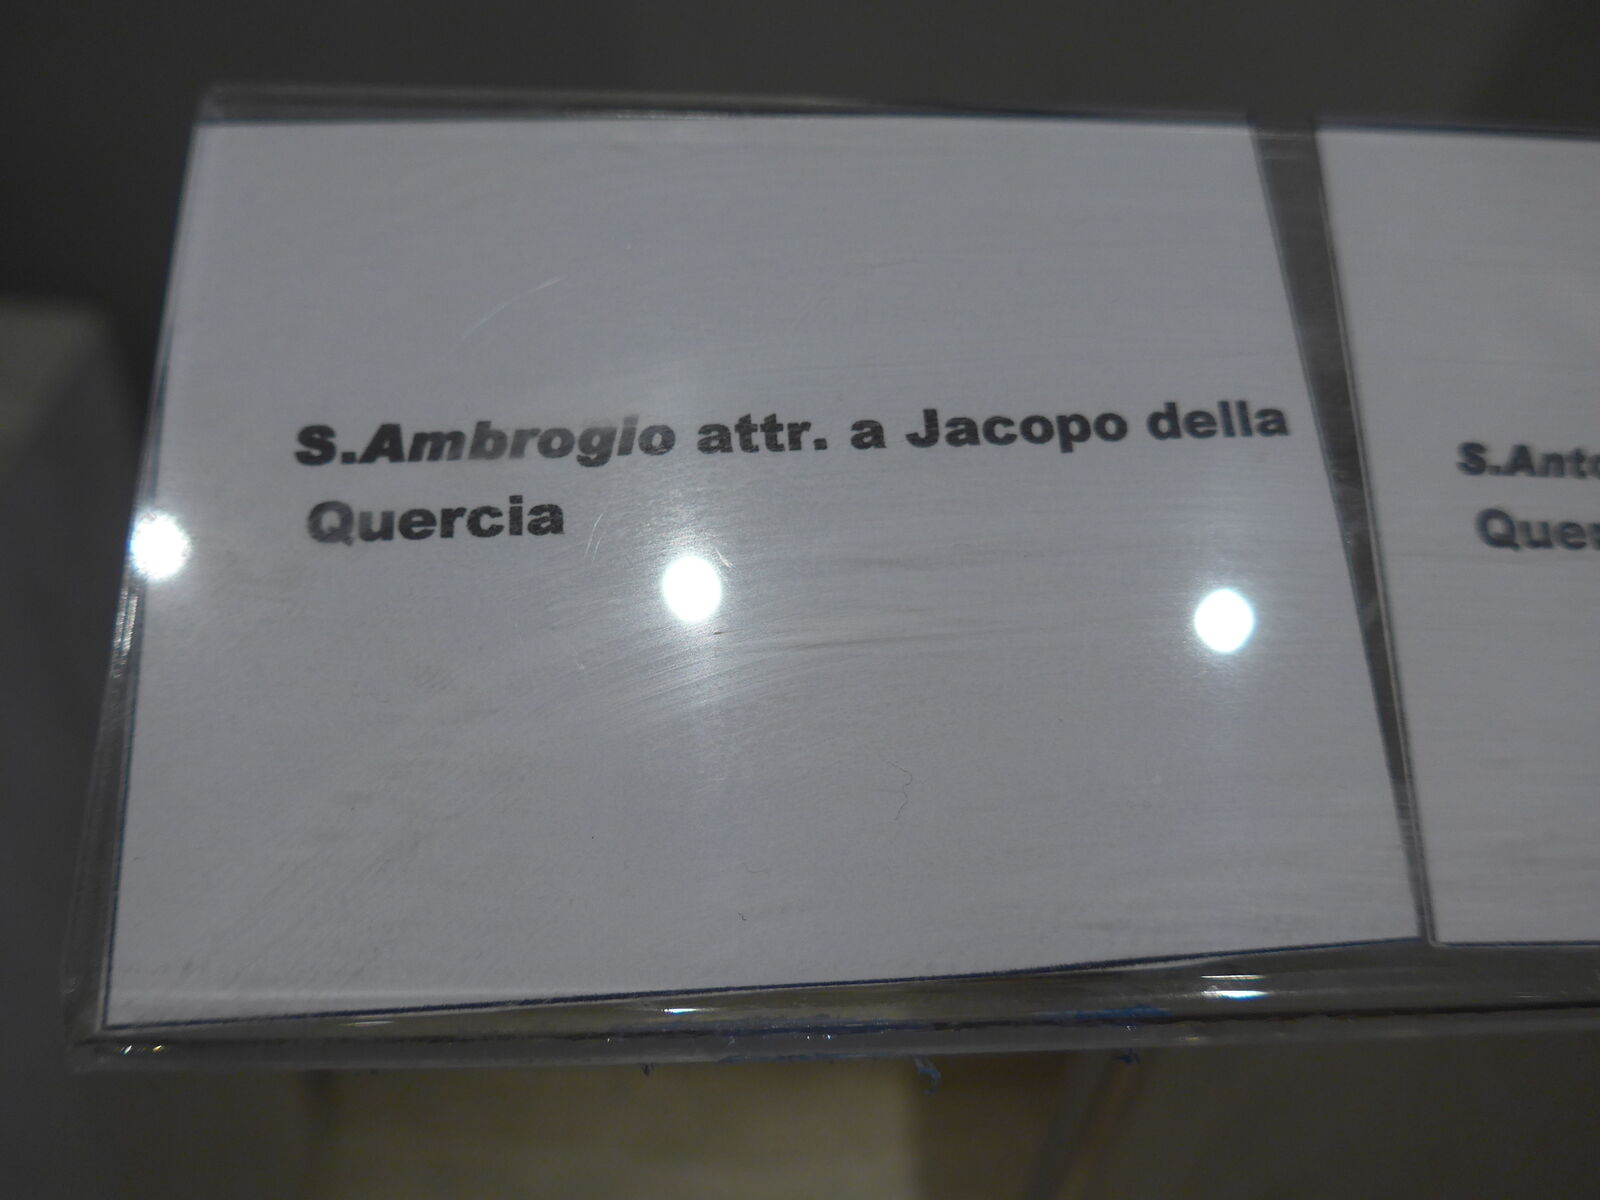 S.Ambrogio attr. a Jacopo della
Quercia